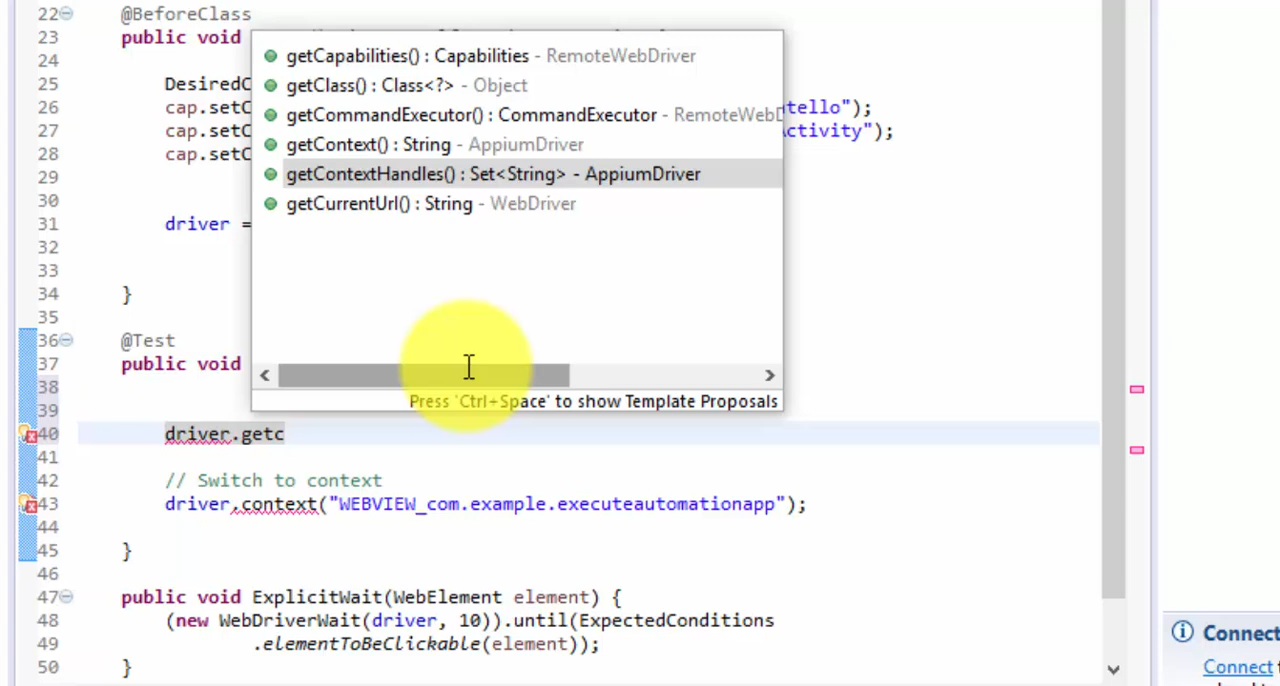 22 @BeforeClass
23 public void
24
25 DesiredC
26 cap.setC tello");
27 cap.setC Activity");
28 cap.setC
29
30
31 driver =
32
33
34 }
35
36 @Test
37 public void
38
39
40 driver.getc
41
42 // Switch to context
43 driver.context("WEBVIEW_com.example.executeautomationapp");
44
45 }
46
47 public void ExplicitWait(WebElement element) {
48 (new WebDriverWait(driver, 10)).until(ExpectedConditions
49 .elementToBeClickable(element));
50 }
getCapabilities() : Capabilities - RemoteWebDriver
getClass() : Class<?> - Object
getCommandExecutor() : CommandExecutor - RemoteWebD
getContext() : String - AppiumDriver
getContextHandles() : Set<String> - AppiumDriver
getCurrentUrl() : String - WebDriver
Press 'Ctrl+Space' to show Template Proposals
Connect
Connect